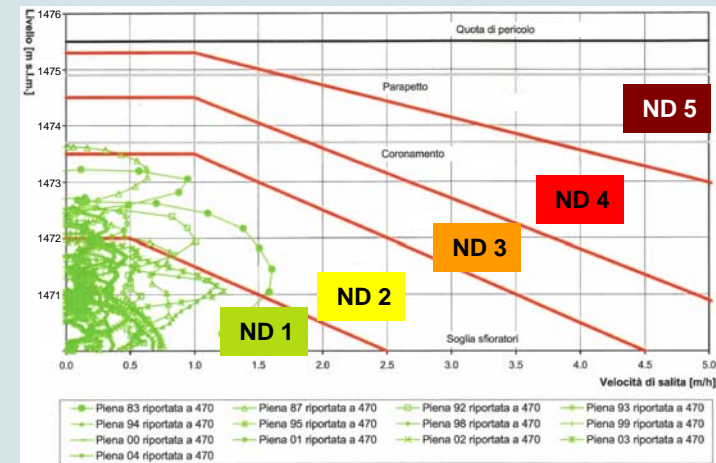 Livello [m s.l.m.]
1476
1475
1474
1473
1472
1471
Quota di pericolo
Parapetto
Coronamento
Soglia sfioratori
ND 5
ND 4
ND 3
ND 2
ND 1
0.0 0.5 1.0 1.5 2.0 2.5 3.0 3.5 4.0 4.5 5.0
Velocità di salita [m/h]
Piena 83 riportata a 470 Piena 87 riportata a 470 Piena 92 riportata a 470 Piena 93 riportata a 470
Piena 94 riportata a 470 Piena 95 riportata a 470 Piena 98 riportata a 470 Piena 99 riportata a 470
Piena 00 riportata a 470 Piena 01 riportata a 470 Piena 02 riportata a 470 Piena 03 riportata a 470
Piena 04 riportata a 470